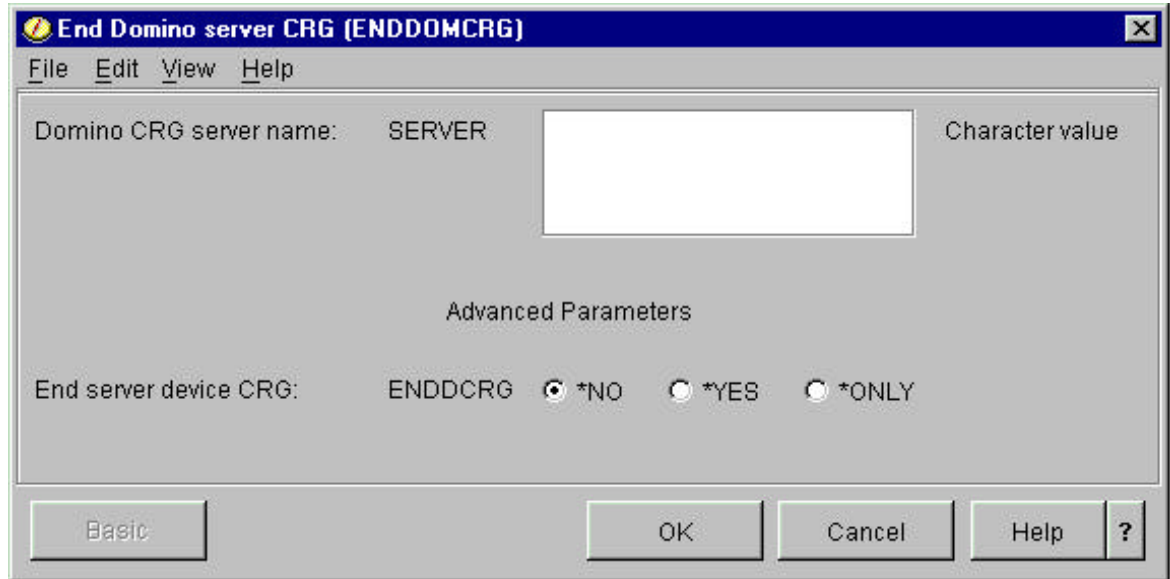 End Domino server CRG (ENDDOMCRG)
File Edit View Help
Domino CRG server name: SERVER Character value
Advanced Parameters
End server device CRG: ENDDCRG *NO *YES *ONLY
Basic OK Cancel Help ?